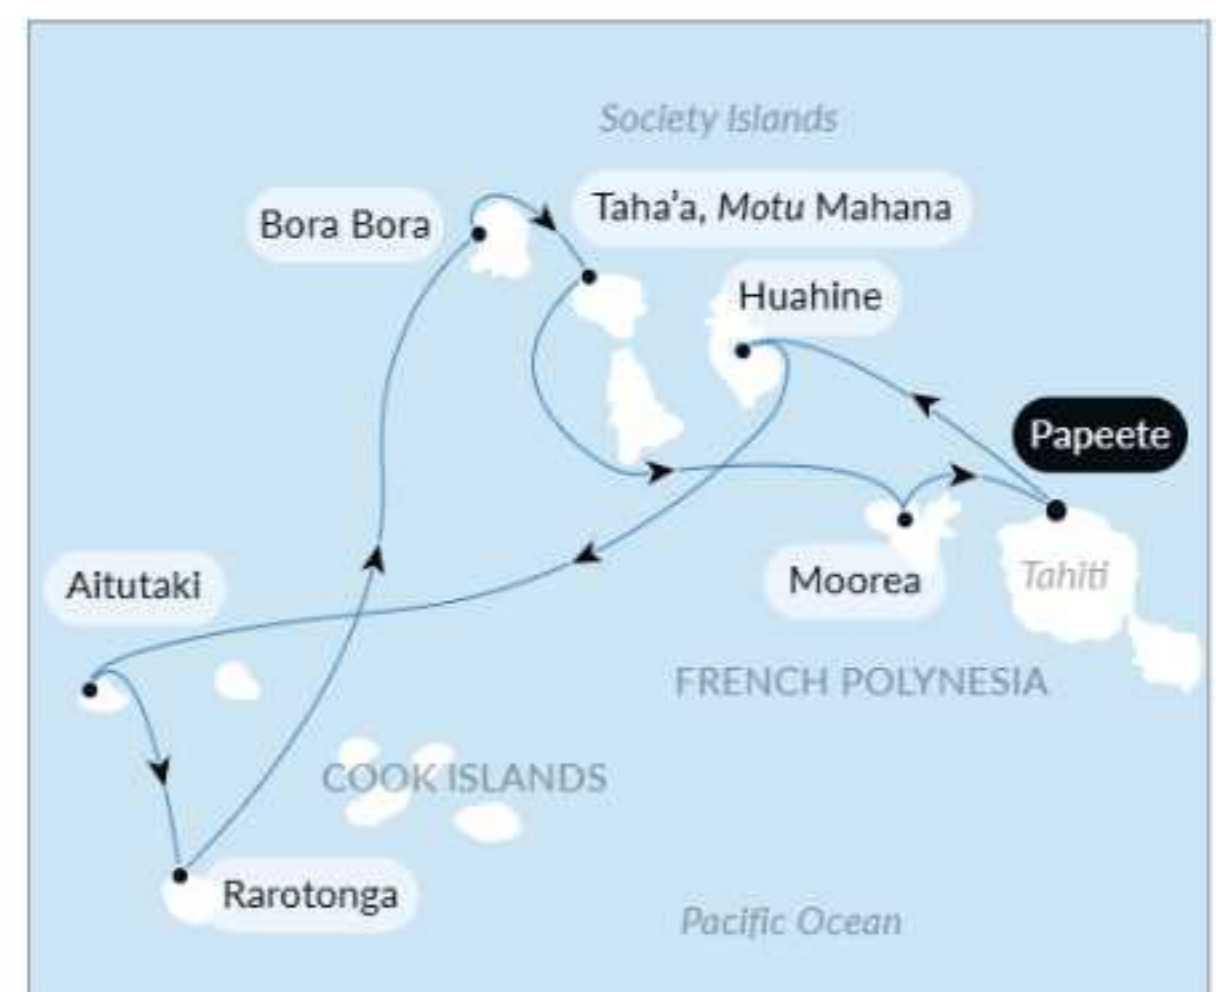 Society Islands
Bora Bora
Taha'a, Motu Mahana
Huahine
Papeete
Aitutaki
Moorea
Tahiti
FRENCH POLYNESIA
COOK ISLANDS
Rarotonga
Pacific Ocean